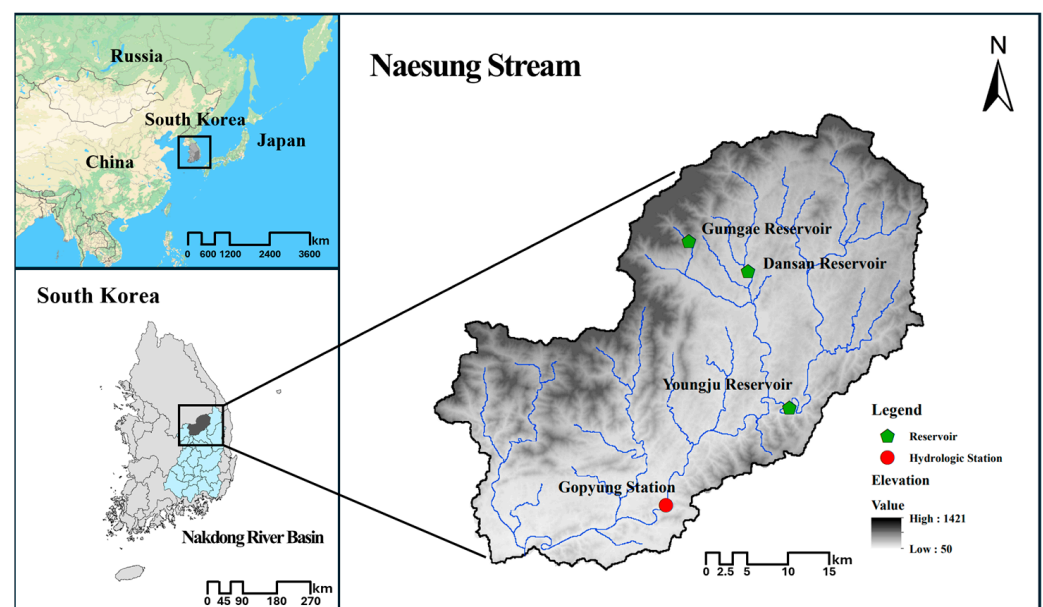 Russia
South Korea
Japan
China
km
0 600 1200 2400 3600
South Korea
Nakdong River Basin
km
0 45 90 180 270
Naesung Stream
N
Gumgae Reservoir
Dansan Reservoir
Youngju Reservoir
Gopyung Station
Legend
Reservoir
Hydrologic Station
Elevation
Value
High : 1421
Low : 50
km
0 2.5 5 10 15